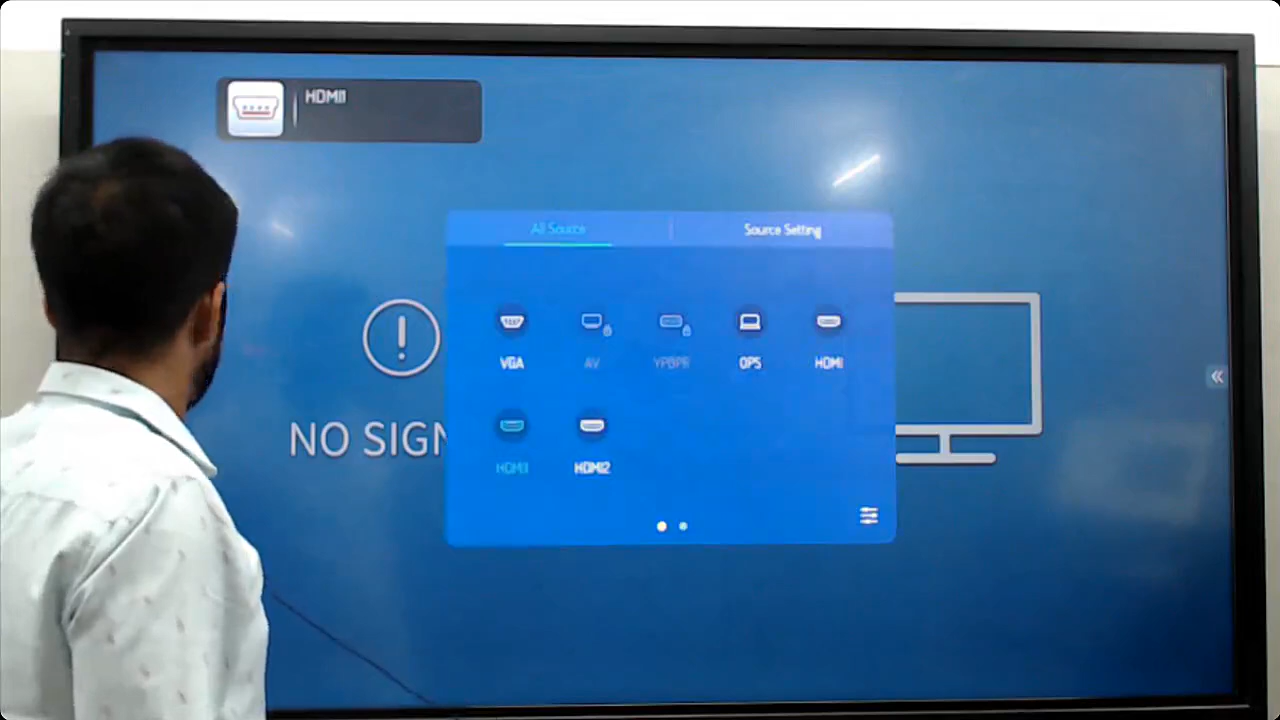 HDMI1
All Source
Source Setting
NO SIGN
VGA
AV
YPBPR
OPS
HDMI
HDMI1
HDMI2